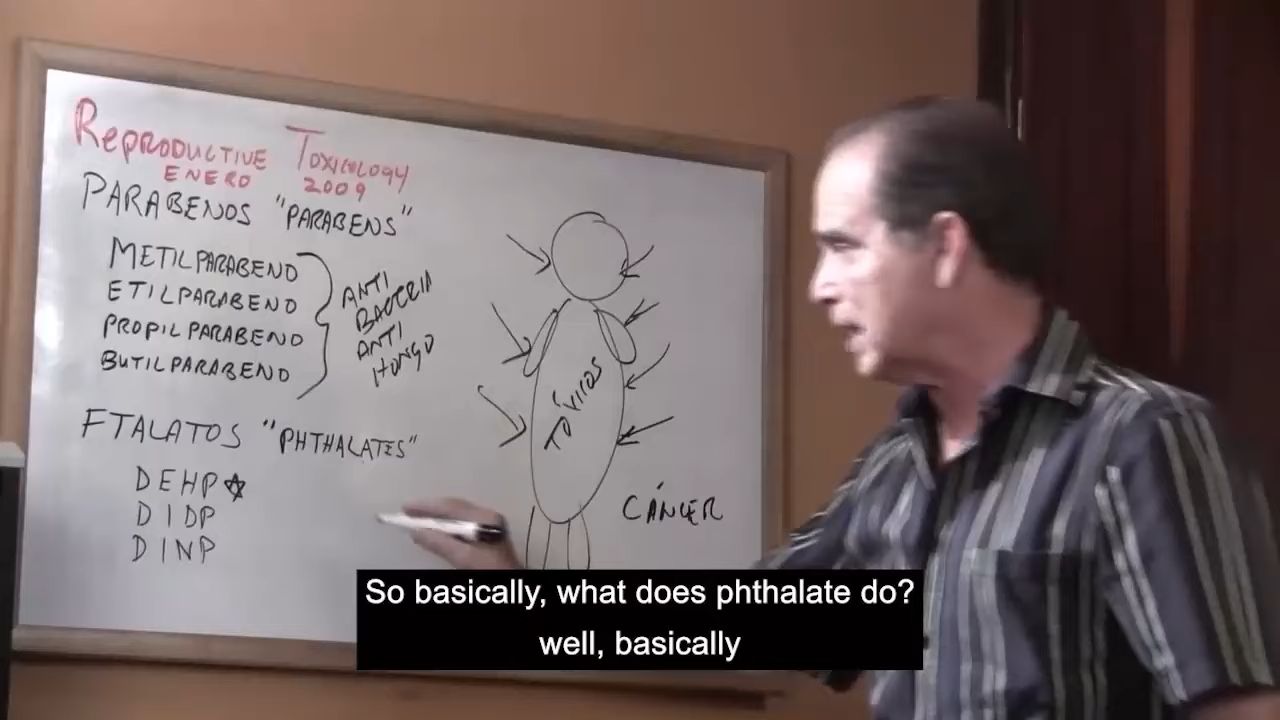 REPRODUCTIVE TOXICOLOGY
ENERO 2009
PARABENOS "PARABENS"
METILPARABENO
ETILPARABENO
PROPILPARABENO
BUTILPARABENO
ANTI
BACTERIA
ANTI
HONGO
FTALATOS "PHTHALATES"
DEHP
DIDP
DINP
TÓXICOS
CÁNCER
So basically, what does phthalate do?
well, basically